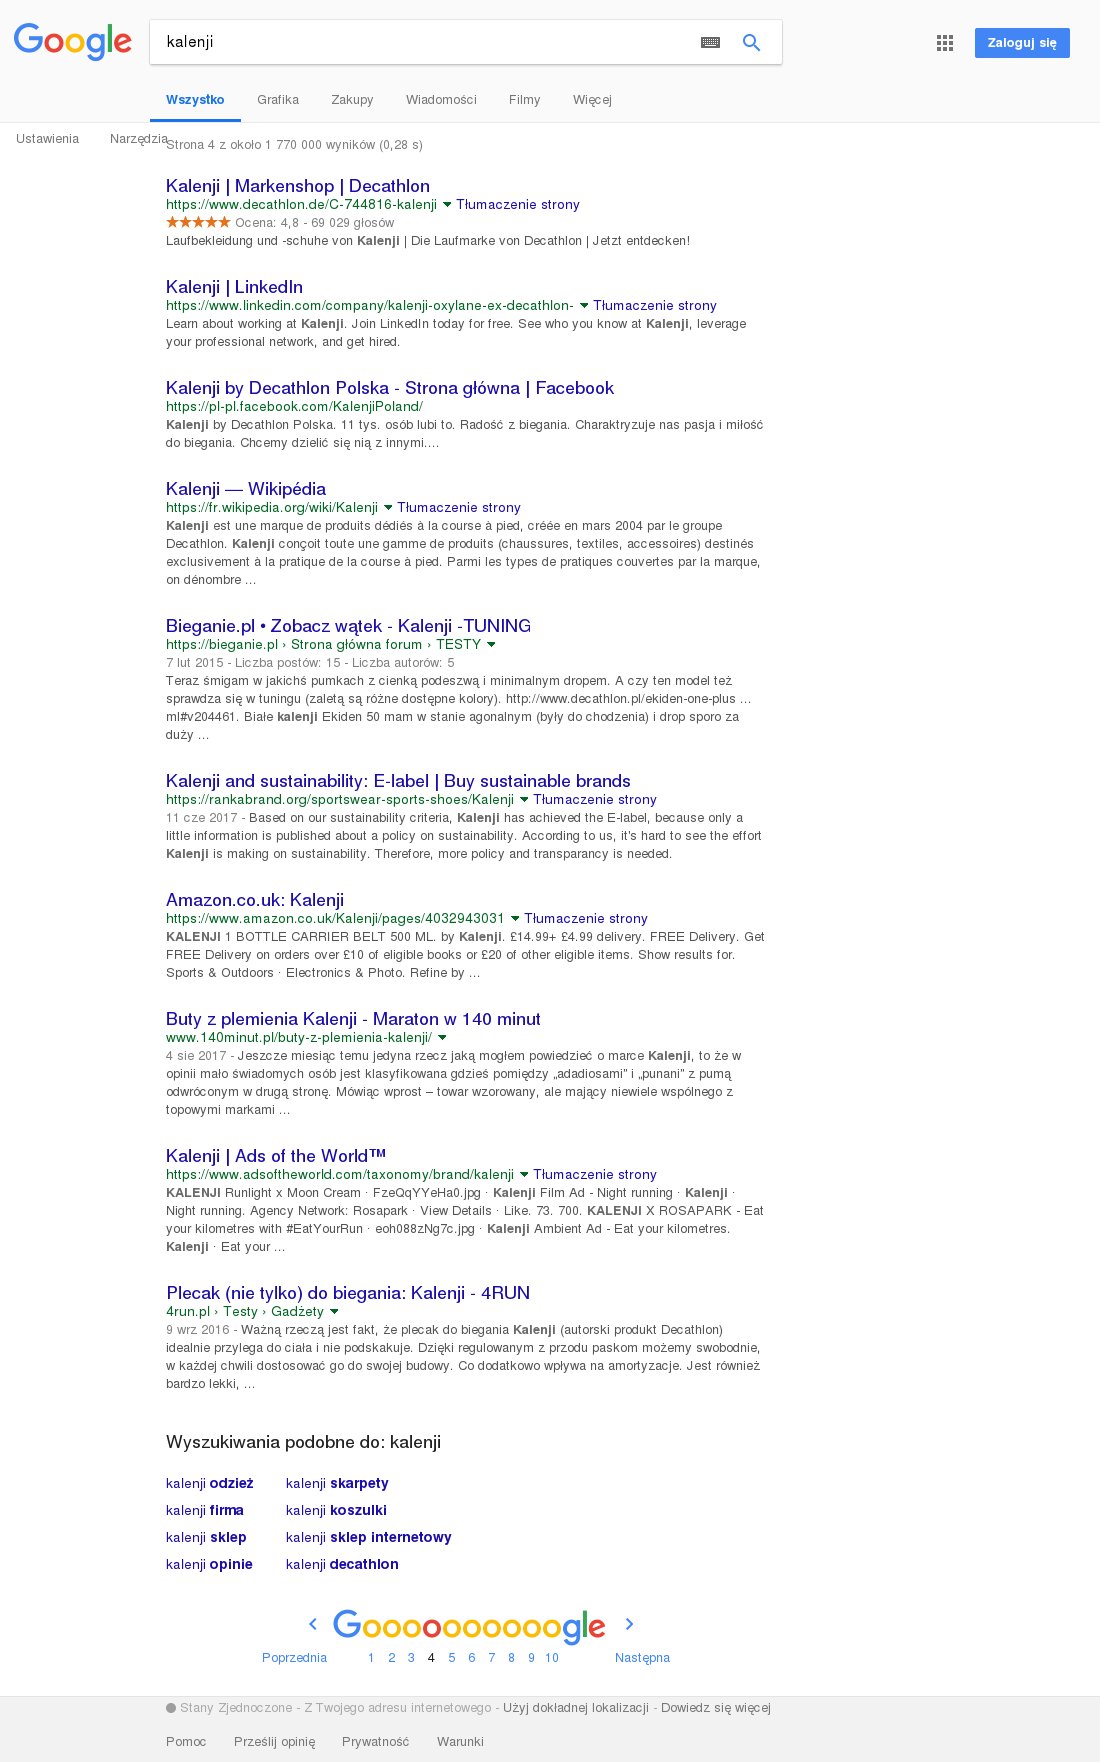 Google
kalenji
Zaloguj się
Wszystko Grafika Zakupy Wiadomości Filmy Więcej
Ustawienia Narzędzia
Strona 4 z około 1 770 000 wyników (0,28 s)
Kalenji | Markenshop | Decathlon
https://www.decathlon.de/C-744816-kalenji Tłumaczenie strony
Ocena: 4,8 - 69 029 głosów
Laufbekleidung und -schuhe von Kalenji | Die Laufmarke von Decathlon | Jetzt entdecken!
Kalenji | LinkedIn
https://www.linkedin.com/company/kalenji-oxylane-ex-decathlon- Tłumaczenie strony
Learn about working at Kalenji. Join LinkedIn today for free. See who you know at Kalenji, leverage
your professional network, and get hired.
Kalenji by Decathlon Polska - Strona główna | Facebook
https://pl-pl.facebook.com/KalenjiPoland/
Kalenji by Decathlon Polska. 11 tys. osób lubi to. Radość z biegania. Charaktryzuje nas pasja i miłość
do biegania. Chcemy dzielić się nią z innymi....
Kalenji — Wikipédia
https://fr.wikipedia.org/wiki/Kalenji Tłumaczenie strony
Kalenji est une marque de produits dédiés à la course à pied, créée en mars 2004 par le groupe
Decathlon. Kalenji conçoit toute une gamme de produits (chaussures, textiles, accessoires) destinés
exclusivement à la pratique de la course à pied. Parmi les types de pratiques couvertes par la marque,
on dénombre ...
Bieganie.pl • Zobacz wątek - Kalenji -TUNING
https://bieganie.pl › Strona główna forum › TESTY
7 lut 2015 - Liczba postów: 15 - Liczba autorów: 5
Teraz śmigam w jakichś pumkach z cienką podeszwą i minimalnym dropem. A czy ten model też
sprawdza się w tuningu (zaletą są różne dostępne kolory). http://www.decathlon.pl/ekiden-one-plus ...
ml#v204461. Białe kalenji Ekiden 50 mam w stanie agonalnym (były do chodzenia) i drop sporo za
duży ...
Kalenji and sustainability: E-label | Buy sustainable brands
https://rankabrand.org/sportswear-sports-shoes/Kalenji Tłumaczenie strony
11 cze 2017 - Based on our sustainability criteria, Kalenji has achieved the E-label, because only a
little information is published about a policy on sustainability. According to us, it's hard to see the effort
Kalenji is making on sustainability. Therefore, more policy and transparancy is needed.
Amazon.co.uk: Kalenji
https://www.amazon.co.uk/Kalenji/pages/4032943031 Tłumaczenie strony
KALENJI 1 BOTTLE CARRIER BELT 500 ML. by Kalenji. £14.99+ £4.99 delivery. FREE Delivery. Get
FREE Delivery on orders over £10 of eligible books or £20 of other eligible items. Show results for.
Sports & Outdoors · Electronics & Photo. Refine by ...
Buty z plemienia Kalenji - Maraton w 140 minut
www.140minut.pl/buty-z-plemienia-kalenji/
4 sie 2017 - Jeszcze miesiąc temu jedyna rzecz jaką mogłem powiedzieć o marce Kalenji, to że w
opinii mało świadomych osób jest klasyfikowana gdzieś pomiędzy „adadiosami” i „punani” z pumą
odwróconym w drugą stronę. Mówiąc wprost – towar wzorowany, ale mający niewiele wspólnego z
topowymi markami ...
Kalenji | Ads of the World™
https://www.adsoftheworld.com/taxonomy/brand/kalenji Tłumaczenie strony
KALENJI Runlight x Moon Cream · FzeQqYYeHa0.jpg · Kalenji Film Ad - Night running · Kalenji ·
Night running. Agency Network: Rosapark · View Details · Like. 73. 700. KALENJI X ROSAPARK - Eat
your kilometres with #EatYourRun · eoh088zNg7c.jpg · Kalenji Ambient Ad - Eat your kilometres.
Kalenji · Eat your ...
Plecak (nie tylko) do biegania: Kalenji - 4RUN
4run.pl › Testy › Gadżety
9 wrz 2016 - Ważną rzeczą jest fakt, że plecak do biegania Kalenji (autorski produkt Decathlon)
idealnie przylega do ciała i nie podskakuje. Dzięki regulowanym z przodu paskom możemy swobodnie,
w każdej chwili dostosować go do swojej budowy. Co dodatkowo wpływa na amortyzacje. Jest również
bardzo lekki, ...
Wyszukiwania podobne do: kalenji
kalenji odzież kalenji skarpety
kalenji firma kalenji koszulki
kalenji sklep kalenji sklep internetowy
kalenji opinie kalenji decathlon
Goooooooooogle
Poprzednia 1 2 3 4 5 6 7 8 9 10 Następna
Stany Zjednoczone - Z Twojego adresu internetowego - Użyj dokładnej lokalizacji - Dowiedz się więcej
Pomoc Prześlij opinię Prywatność Warunki